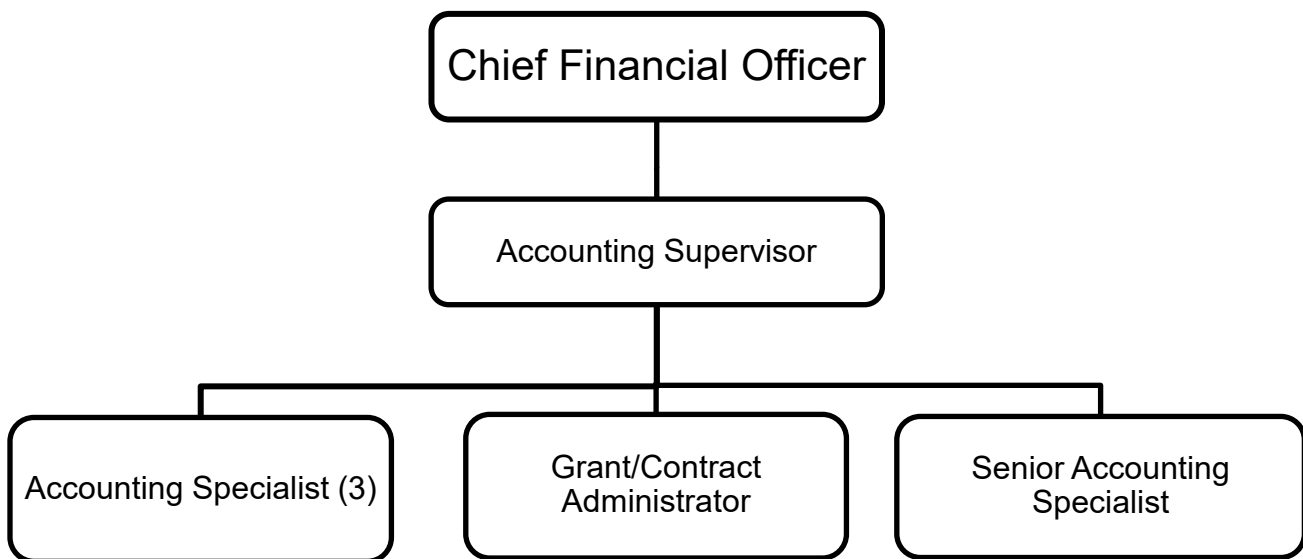 Chief Financial Officer
Accounting Supervisor
Accounting Specialist (3)
Grant/Contract
Administrator
Senior Accounting
Specialist